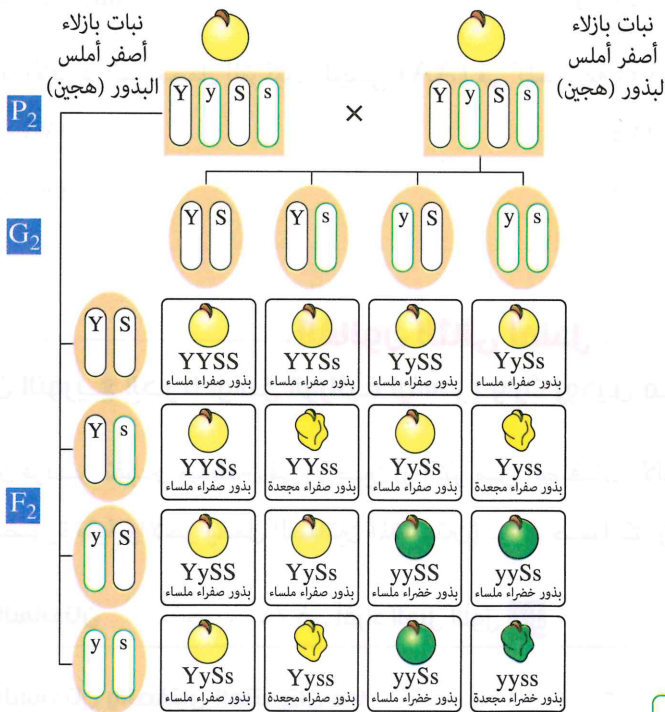 نبات بازلاء
أصفر أملس
البذور (هجين)
نبات بازلاء
أصفر أملس
لبذور (هجين)
P₂
Y y S s
×
Y y S s
G₂
Y S
Y s
y S
y s
F₂
Y S
YYSS
بذور صفراء ملساء
YYSs
بذور صفراء ملساء
YySS
بذور صفراء ملساء
YySs
بذور صفراء ملساء
Y s
YYSs
بذور صفراء ملساء
YYss
بذور صفراء مجعدة
YySs
بذور صفراء ملساء
Yyss
بذور صفراء مجعدة
y S
YySS
بذور صفراء ملساء
YySs
بذور صفراء ملساء
yySS
بذور خضراء ملساء
yySs
بذور خضراء ملساء
y s
YySs
بذور صفراء ملساء
Yyss
بذور صفراء مجعدة
yySs
بذور خضراء ملساء
yyss
بذور خضراء مجعدة